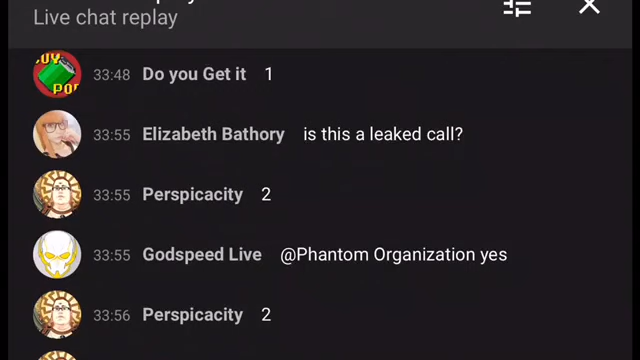 Live chat replay
33:48 Do you Get it 1
33:55 Elizabeth Bathory is this a leaked call?
33:55 Perspicacity 2
33:55 Godspeed Live @Phantom Organization yes
33:56 Perspicacity 2